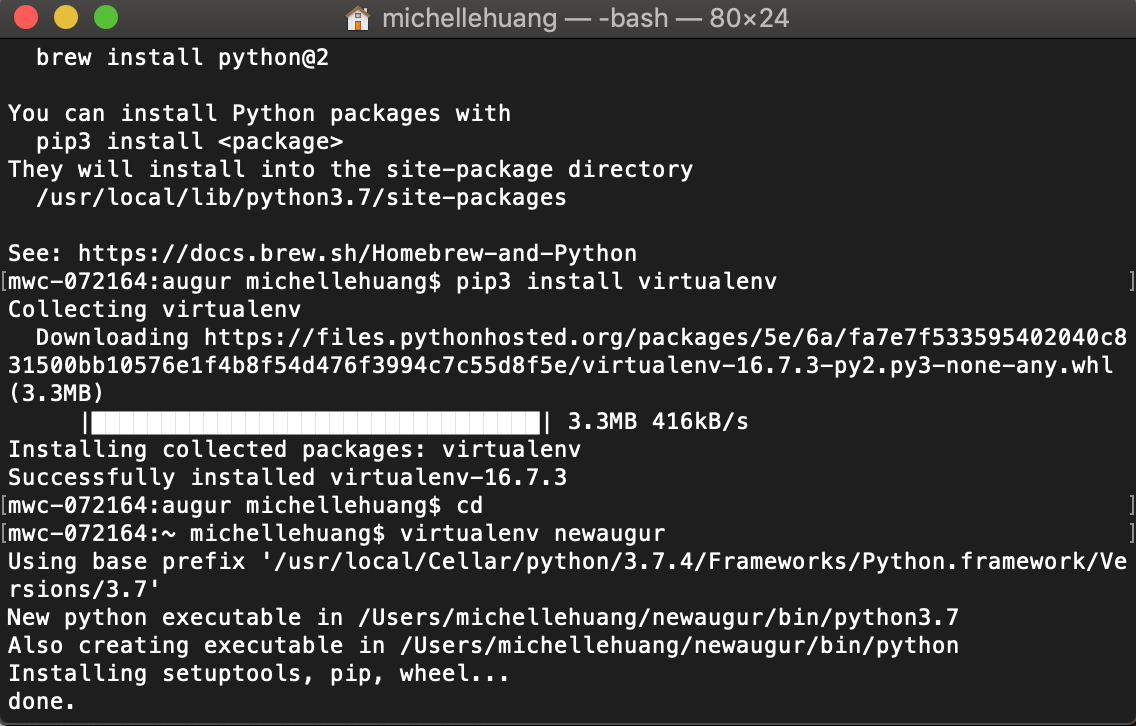 michellehuang — -bash — 80×24
brew install python@2
You can install Python packages with
pip3 install <package>
They will install into the site-package directory
/usr/local/lib/python3.7/site-packages
See: https://docs.brew.sh/Homebrew-and-Python
[mwc-072164:augur michellehuang$ pip3 install virtualenv ]
Collecting virtualenv
Downloading https://files.pythonhosted.org/packages/5e/6a/fa7e7f533595402040c8
31500bb10576e1f4b8f54d476f3994c7c55d8f5e/virtualenv-16.7.3-py2.py3-none-any.whl
(3.3MB)
|████████████████████████████████| 3.3MB 416kB/s
Installing collected packages: virtualenv
Successfully installed virtualenv-16.7.3
[mwc-072164:augur michellehuang$ cd ]
[mwc-072164:~ michellehuang$ virtualenv newaugur ]
Using base prefix '/usr/local/Cellar/python/3.7.4/Frameworks/Python.framework/Ve
rsions/3.7'
New python executable in /Users/michellehuang/newaugur/bin/python3.7
Also creating executable in /Users/michellehuang/newaugur/bin/python
Installing setuptools, pip, wheel...
done.